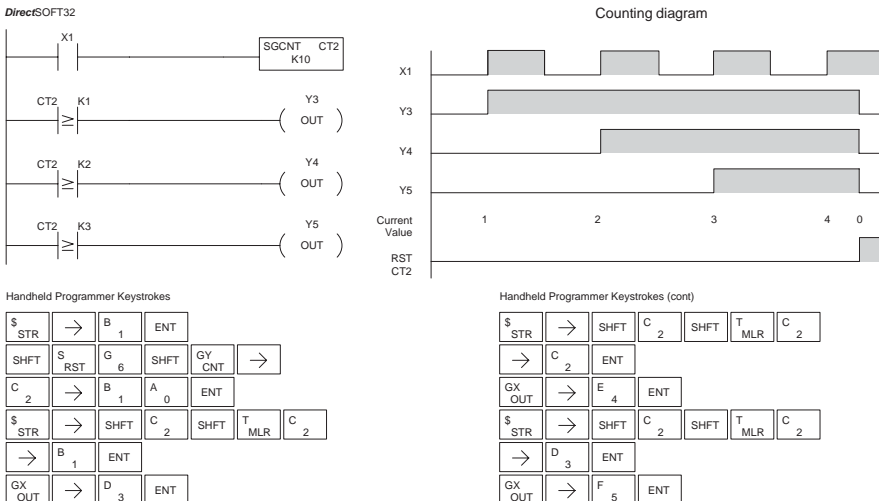 DirectSOFT32
X1
SGCNT CT2
K10
CT2 K1
Y3
OUT
CT2 K2
Y4
OUT
CT2 K3
Y5
OUT
Counting diagram
X1
Y3
Y4
Y5
Current
Value
1 2 3 4 0
RST
CT2
Handheld Programmer Keystrokes
$ STR → B 1 ENT
SHFT S RST G 6 SHFT GY CNT →
C 2 → B 1 A 0 ENT
$ STR → SHFT C 2 SHFT T MLR C 2
→ B 1 ENT
GX OUT → D 3 ENT
Handheld Programmer Keystrokes (cont)
$ STR → SHFT C 2 SHFT T MLR C 2
→ C 2 ENT
GX OUT → E 4 ENT
$ STR → SHFT C 2 SHFT T MLR C 2
→ D 3 ENT
GX OUT → F 5 ENT